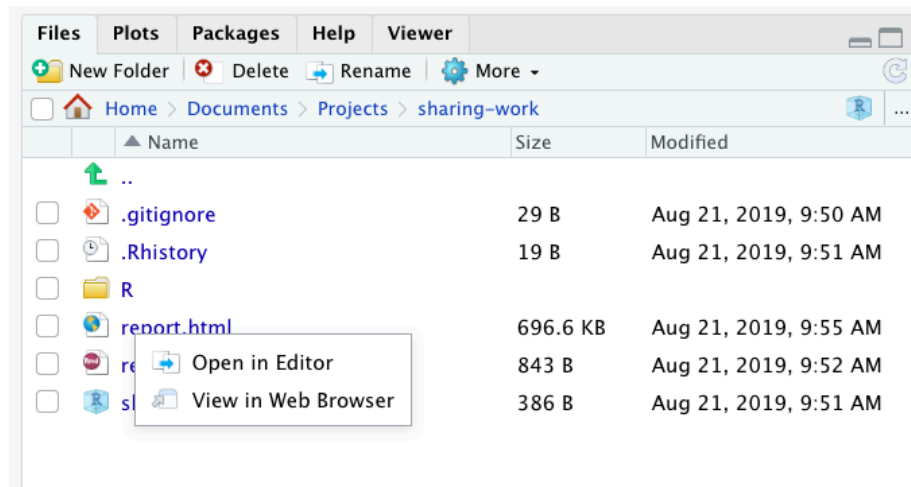 Files Plots Packages Help Viewer
New Folder Delete Rename More
Home > Documents > Projects > sharing-work ...
Name Size Modified
..
.gitignore 29 B Aug 21, 2019, 9:50 AM
.Rhistory 19 B Aug 21, 2019, 9:51 AM
R
report.html 696.6 KB Aug 21, 2019, 9:55 AM
Open in Editor 843 B Aug 21, 2019, 9:52 AM
View in Web Browser 386 B Aug 21, 2019, 9:51 AM